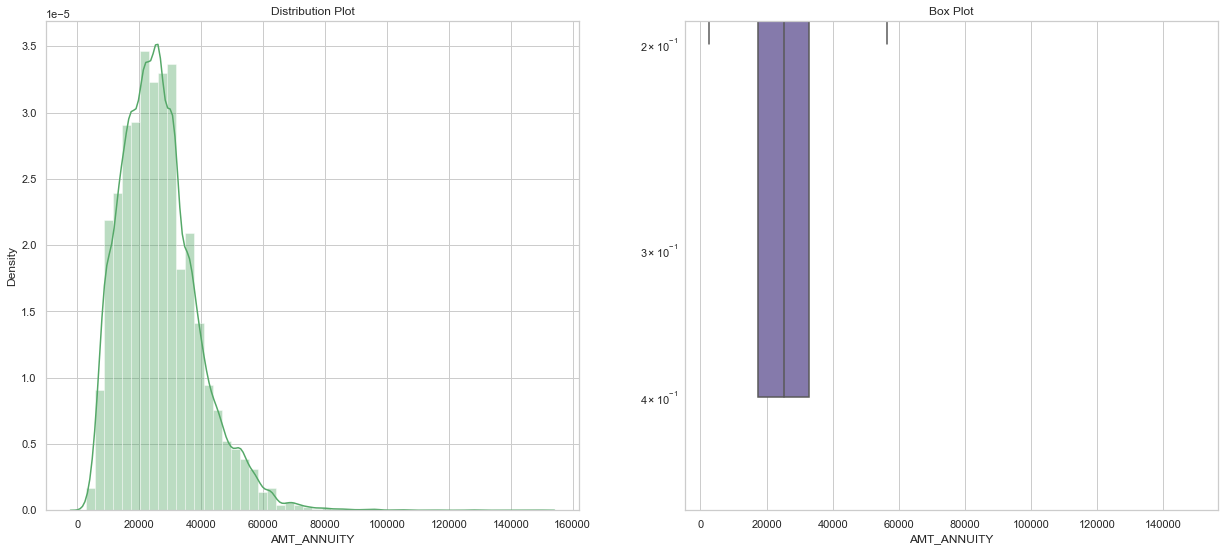 Distribution Plot
1e−5
3.5
3.0
2.5
2.0
1.5
1.0
0.5
0.0
Density
0 20000 40000 60000 80000 100000 120000 140000 160000
AMT_ANNUITY
Box Plot
2 × 10⁻¹
3 × 10⁻¹
4 × 10⁻¹
0 20000 40000 60000 80000 100000 120000 140000
AMT_ANNUITY